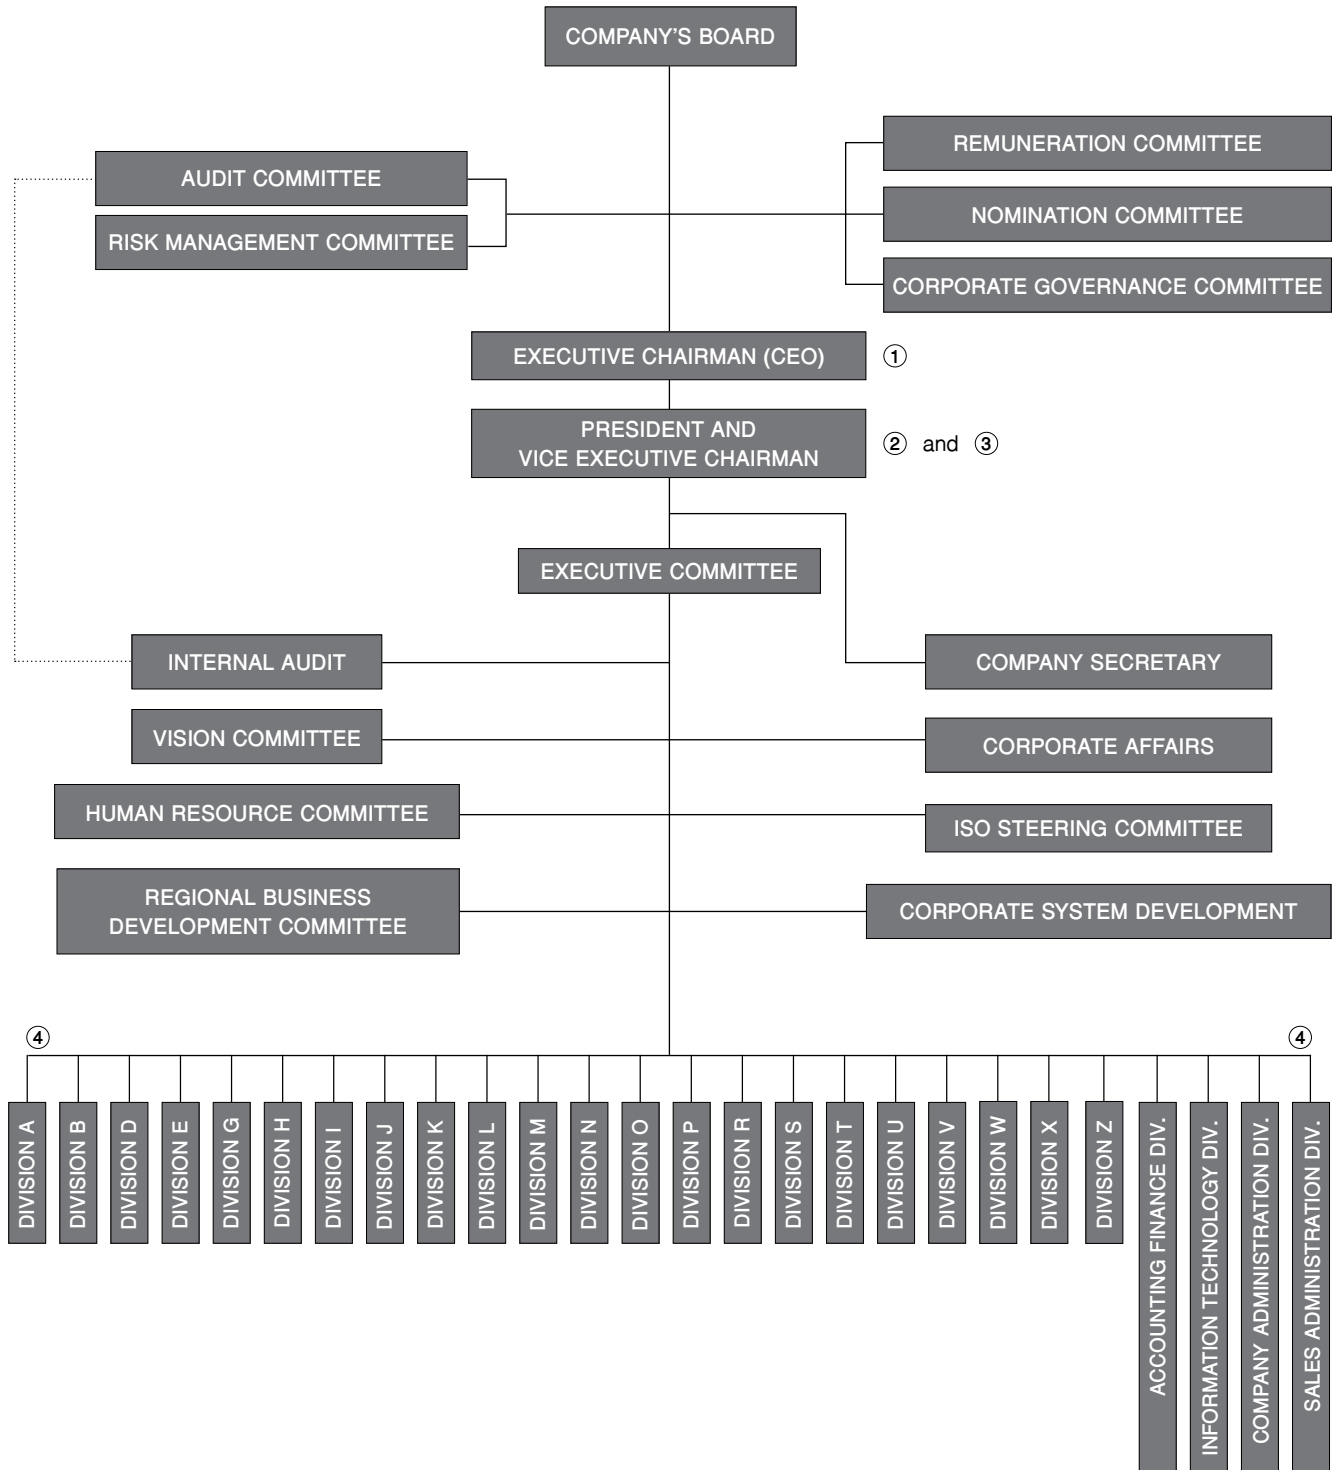 COMPANY'S BOARD
REMUNERATION COMMITTEE
AUDIT COMMITTEE
NOMINATION COMMITTEE
RISK MANAGEMENT COMMITTEE
CORPORATE GOVERNANCE COMMITTEE
EXECUTIVE CHAIRMAN (CEO) ①
PRESIDENT AND
VICE EXECUTIVE CHAIRMAN
② and ③
EXECUTIVE COMMITTEE
INTERNAL AUDIT
COMPANY SECRETARY
VISION COMMITTEE
CORPORATE AFFAIRS
HUMAN RESOURCE COMMITTEE
ISO STEERING COMMITTEE
REGIONAL BUSINESS
DEVELOPMENT COMMITTEE
CORPORATE SYSTEM DEVELOPMENT
④
④
DIVISION A
DIVISION B
DIVISION D
DIVISION E
DIVISION G
DIVISION H
DIVISION I
DIVISION J
DIVISION K
DIVISION L
DIVISION M
DIVISION N
DIVISION O
DIVISION P
DIVISION R
DIVISION S
DIVISION T
DIVISION U
DIVISION V
DIVISION W
DIVISION X
DIVISION Z
ACCOUNTING FINANCE DIV.
INFORMATION TECHNOLOGY DIV.
COMPANY ADMINISTRATION DIV.
SALES ADMINISTRATION DIV.